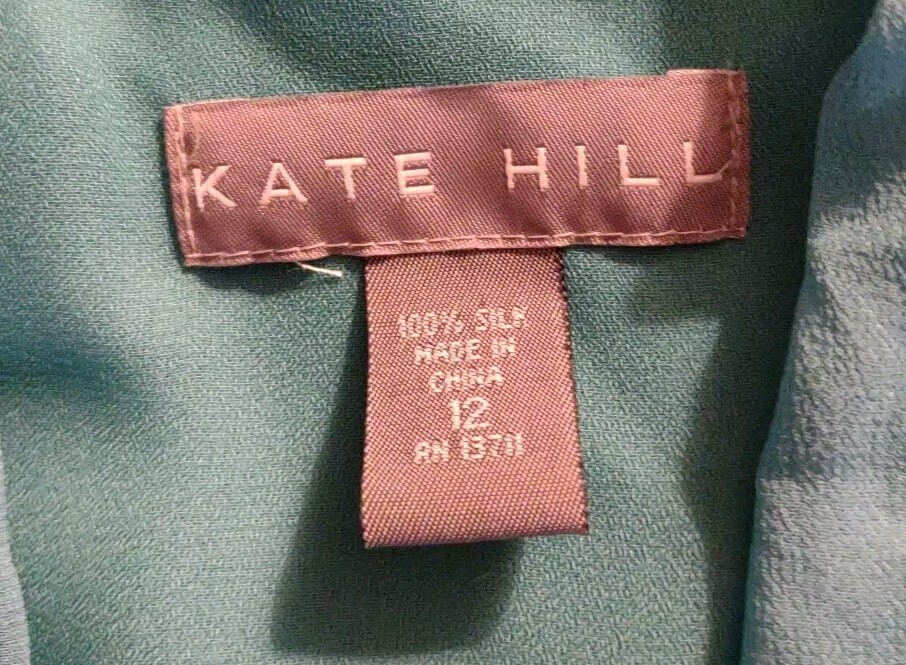 KATE HILL
100% SILK
MADE IN
CHINA
12
RN 13711